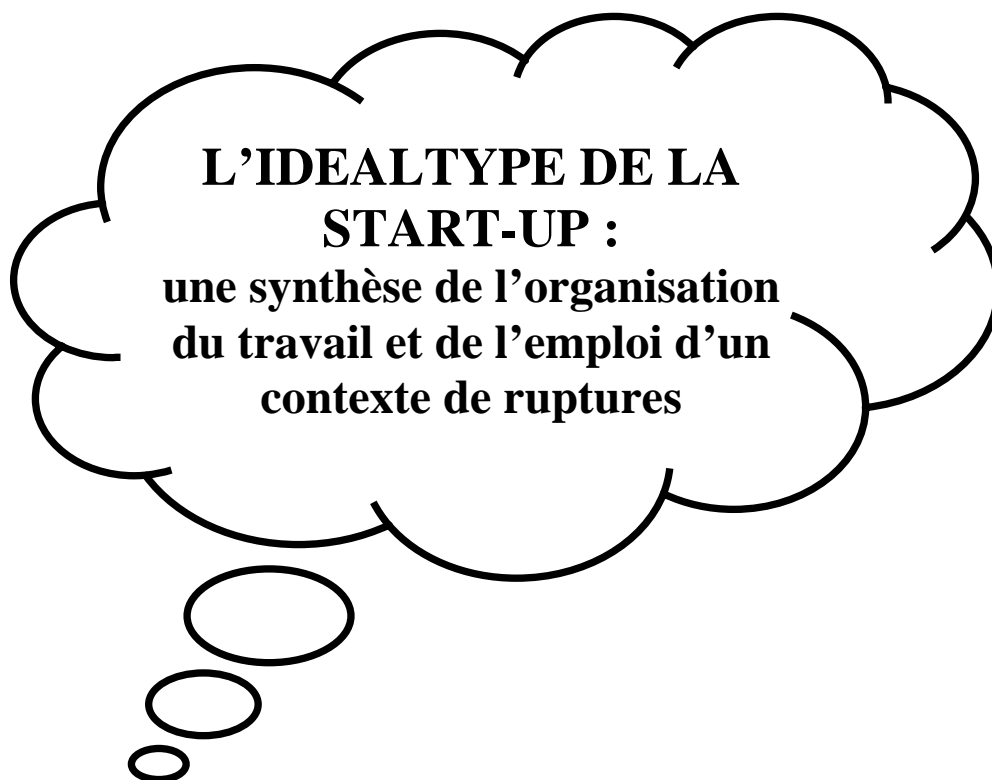 L'IDEALTYPE DE LA
START-UP :
une synthèse de l'organisation
du travail et de l'emploi d'un
contexte de ruptures